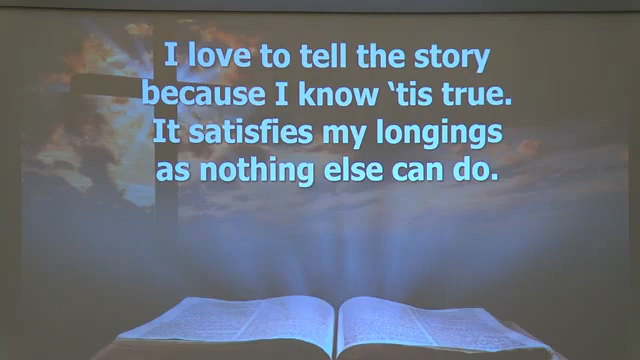 I love to tell the story
because I know ‘tis true.
It satisfies my longings
as nothing else can do.